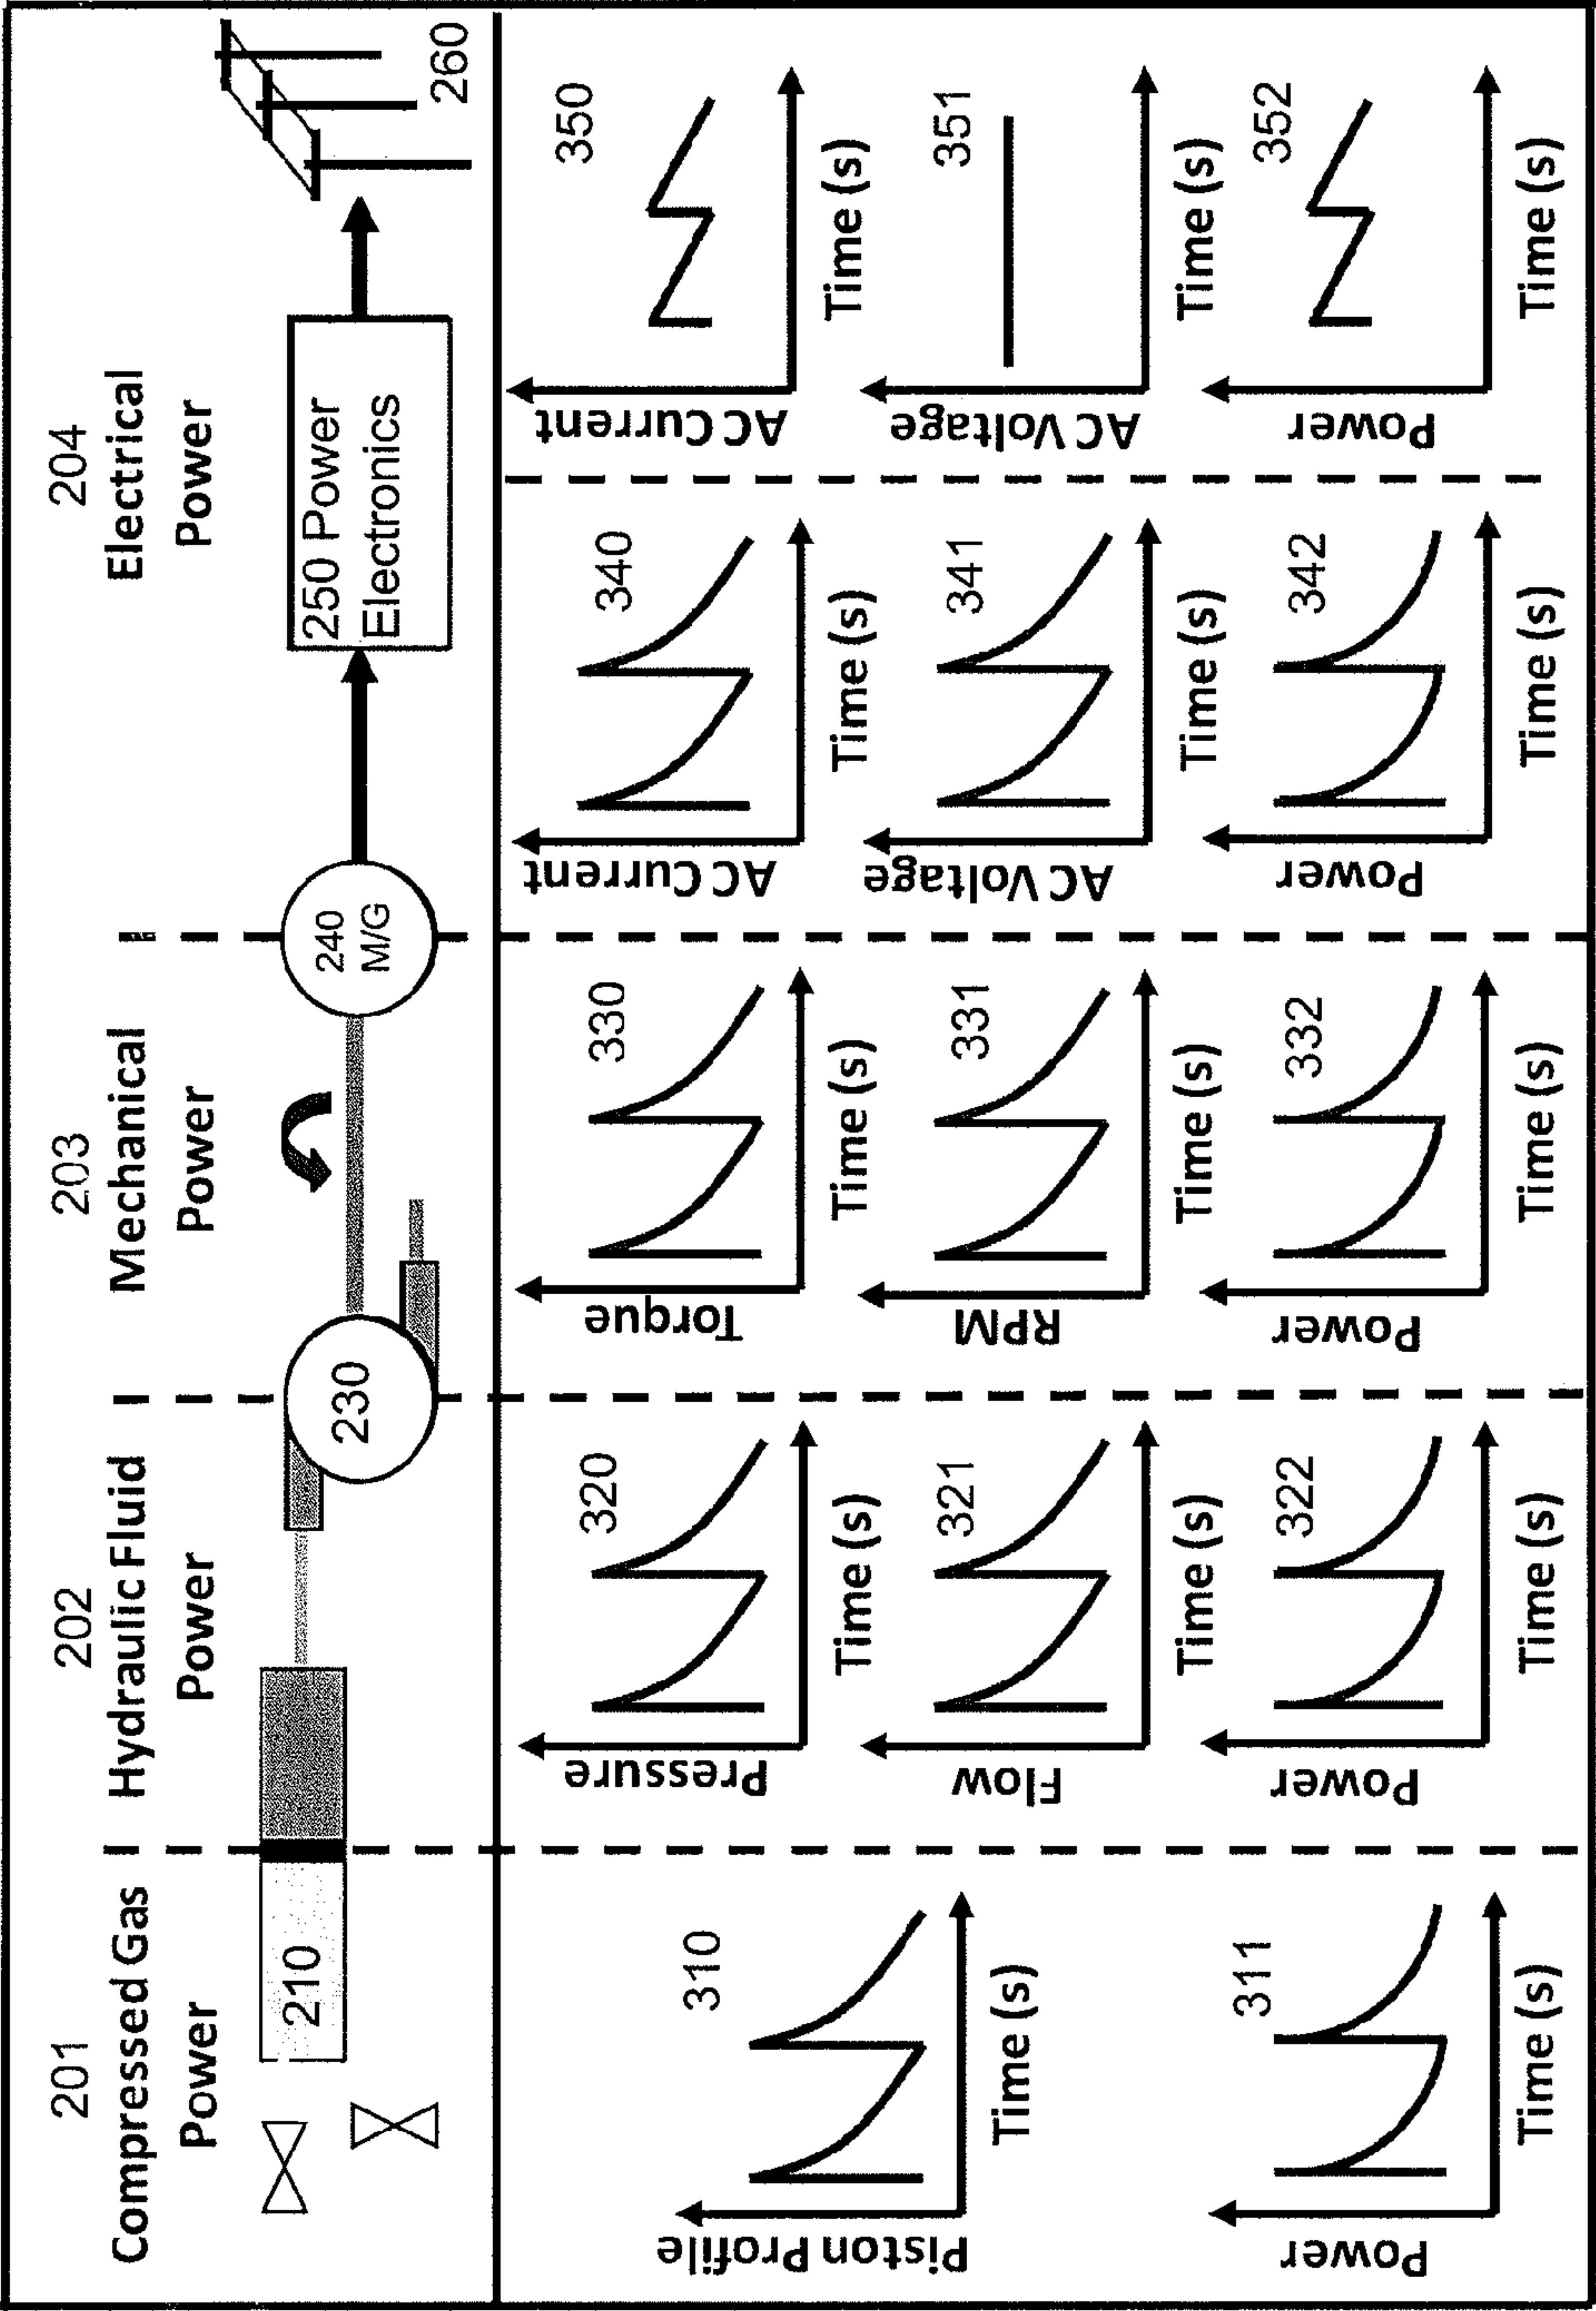 201
Compressed Gas
Power
202
Hydraulic Fluid
Power
203
Mechanical
Power
204
Electrical
Power
210
230
240
M/G
250 Power
Electronics
260
Piston Profile
310
Time (s)
Power
311
Time (s)
Pressure
320
Time (s)
Flow
321
Time (s)
Power
322
Time (s)
Torque
330
Time (s)
RPM
331
Time (s)
Power
332
Time (s)
AC Current
340
Time (s)
AC Voltage
341
Time (s)
Power
342
Time (s)
AC Current
350
Time (s)
AC Voltage
351
Time (s)
Power
352
Time (s)